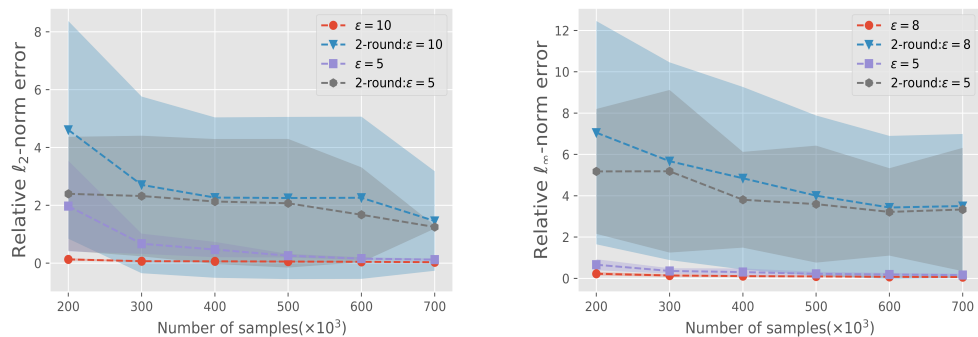 Relative ℓ2-norm error
8
6
4
2
0
ε = 10
2-round:ε = 10
ε = 5
2-round:ε = 5
200 300 400 500 600 700
Number of samples(×10³)
Relative ℓ∞-norm error
12
10
8
6
4
2
0
ε = 8
2-round:ε = 8
ε = 5
2-round:ε = 5
200 300 400 500 600 700
Number of samples(×10³)